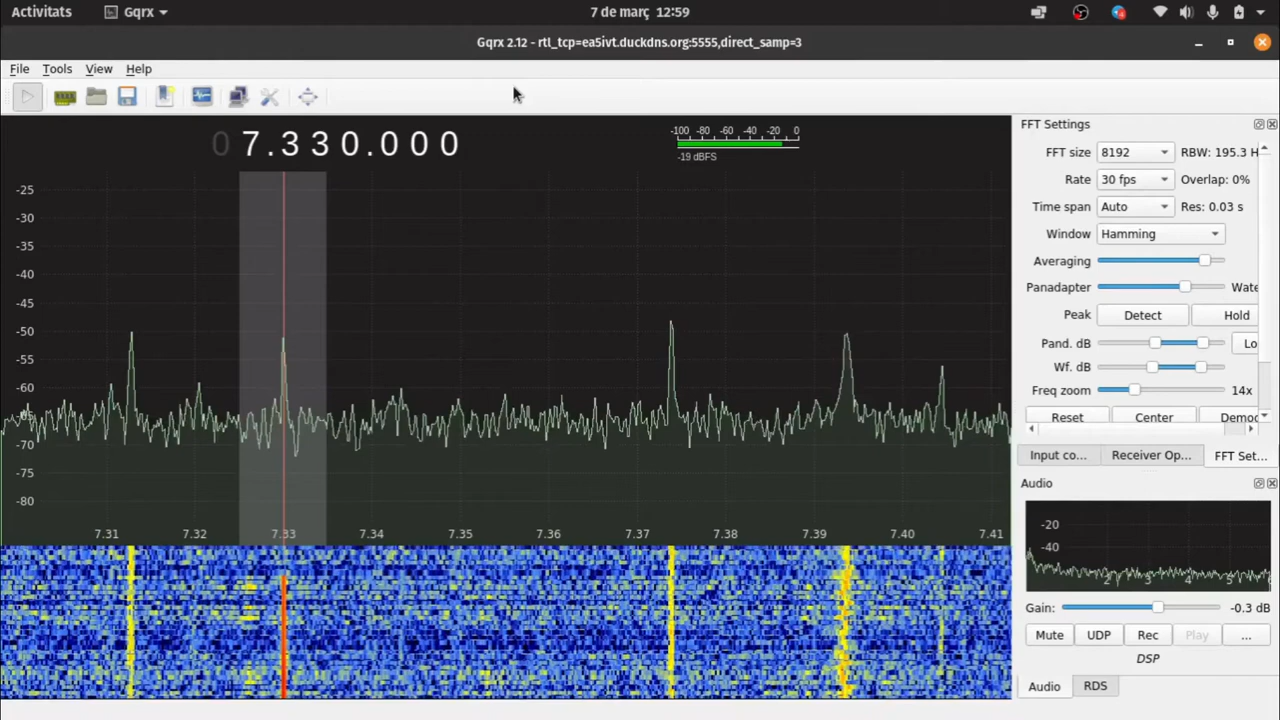 Activitats Gqrx 7 de març 12:59
Gqrx 2.12 - rtl_tcp=ea5ivt.duckdns.org:5555,direct_samp=3
File Tools View Help
0 7.330.000
-100 -80 -60 -40 -20 0
-19 dBFS
-25
-30
-35
-40
-45
-50
-55
-60
-65
-70
-75
-80
7.31 7.32 7.33 7.34 7.35 7.36 7.37 7.38 7.39 7.40 7.41
FFT Settings
FFT size 8192 RBW: 195.3 H
Rate 30 fps Overlap: 0%
Time span Auto Res: 0.03 s
Window Hamming
Averaging
Panadapter Wate
Peak Detect Hold
Pand. dB Lo
Wf. dB
Freq zoom 14x
Reset Center Demo
Input co... Receiver Op... FFT Set...
Audio
-20
-40
Gain: -0.3 dB
Mute UDP Rec Play ...
DSP
Audio RDS